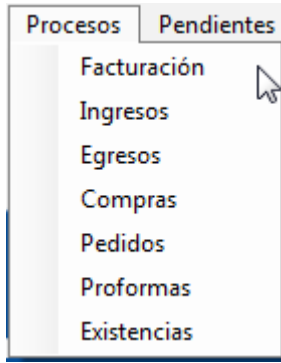 Procesos Pendientes
Facturación
Ingresos
Egresos
Compras
Pedidos
Proformas
Existencias